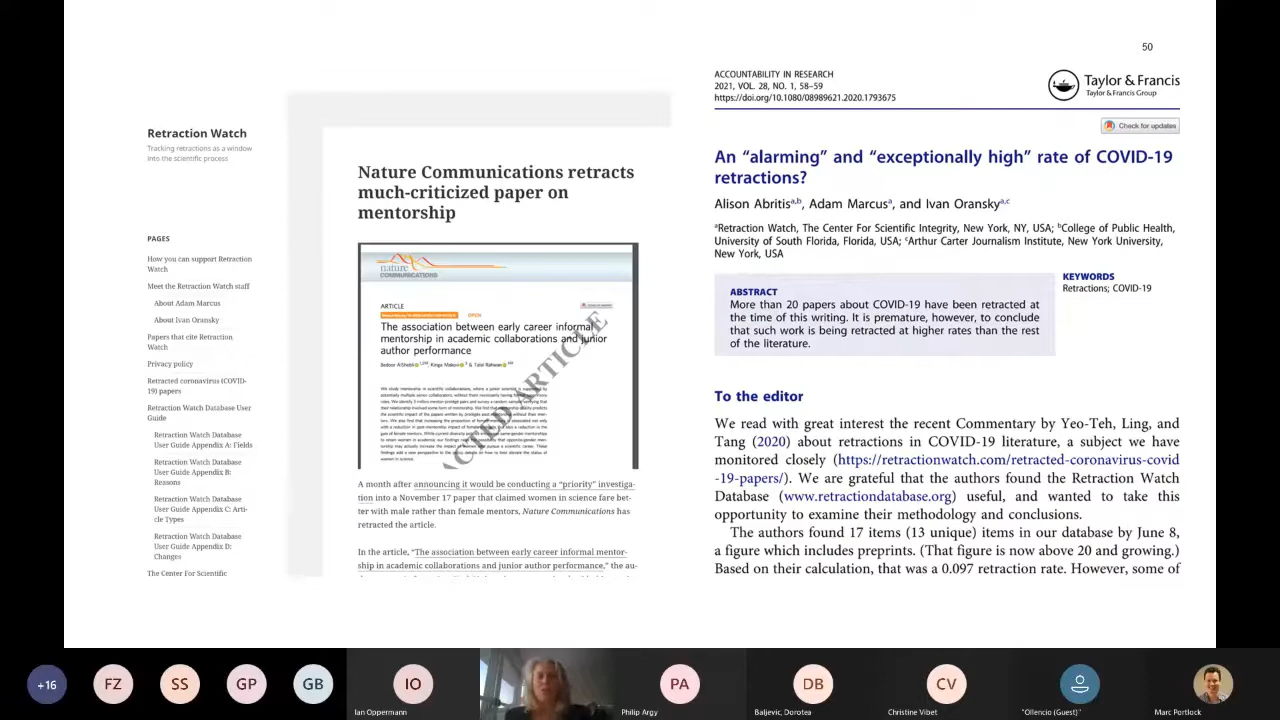 50
Retraction Watch
Tracking retractions as a window
into the scientific process
PAGES
How you can support Retraction
Watch
Meet the Retraction Watch staff
About Adam Marcus
About Ivan Oransky
Papers that cite Retraction
Watch
Privacy policy
Retracted coronavirus (COVID-
19) papers
Retraction Watch Database User
Guide
Retraction Watch Database
User Guide Appendix A: Fields
Retraction Watch Database
User Guide Appendix B:
Reasons
Retraction Watch Database
User Guide Appendix C: Arti-
cle Types
Retraction Watch Database
User Guide Appendix D:
Changes
The Center For Scientific
Nature Communications retracts
much-criticized paper on
mentorship
nature
COMMUNICATIONS
ARTICLE
OPEN
The association between early career informal
mentorship in academic collaborations and junior
author performance
ACTED ARTICLE
A month after announcing it would be conducting a “priority” investiga-
tion into a November 17 paper that claimed women in science fare bet-
ter with male rather than female mentors, Nature Communications has
retracted the article.
In the article, “The association between early career informal mentor-
ship in academic collaborations and junior author performance,” the au-
ACCOUNTABILITY IN RESEARCH
2021, VOL. 28, NO. 1, 58–59
https://doi.org/10.1080/08989621.2020.1793675
Taylor & Francis
Taylor & Francis Group
Check for updates
An “alarming” and “exceptionally high” rate of COVID-19
retractions?
Alison Abritisa,b, Adam Marcusa, and Ivan Oranskya,c
aRetraction Watch, The Center For Scientific Integrity, New York, NY, USA; bCollege of Public Health,
University of South Florida, Florida, USA; cArthur Carter Journalism Institute, New York University,
New York, USA
ABSTRACT
More than 20 papers about COVID-19 have been retracted at
the time of this writing. It is premature, however, to conclude
that such work is being retracted at higher rates than the rest
of the literature.
KEYWORDS
Retractions; COVID-19
To the editor
We read with great interest the recent Commentary by Yeo-Teh, Ling, and
Tang (2020) about retractions in COVID-19 literature, a subject we have
monitored closely (https://retractionwatch.com/retracted-coronavirus-covid
-19-papers/). We are grateful that the authors found the Retraction Watch
Database (www.retractiondatabase.org) useful, and wanted to take this
opportunity to examine their methodology and conclusions.
The authors found 17 items (13 unique) items in our database by June 8,
a figure which includes preprints. (That figure is now above 20 and growing.)
Based on their calculation, that was a 0.097 retraction rate. However, some of
+16
FZ
SS
GP
GB
IO
Ian Oppermann
PA
Philip Argy
DB
Baljevic, Dorotea
CV
Christine Vibet
"Ollencio (Guest)"
Marc Portlock